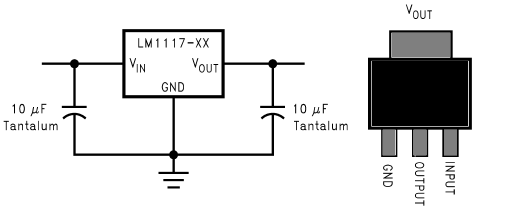 LM1117-XX
VIN
VOUT
GND
10 µF
Tantalum
10 µF
Tantalum
VOUT
GND
OUTPUT
INPUT